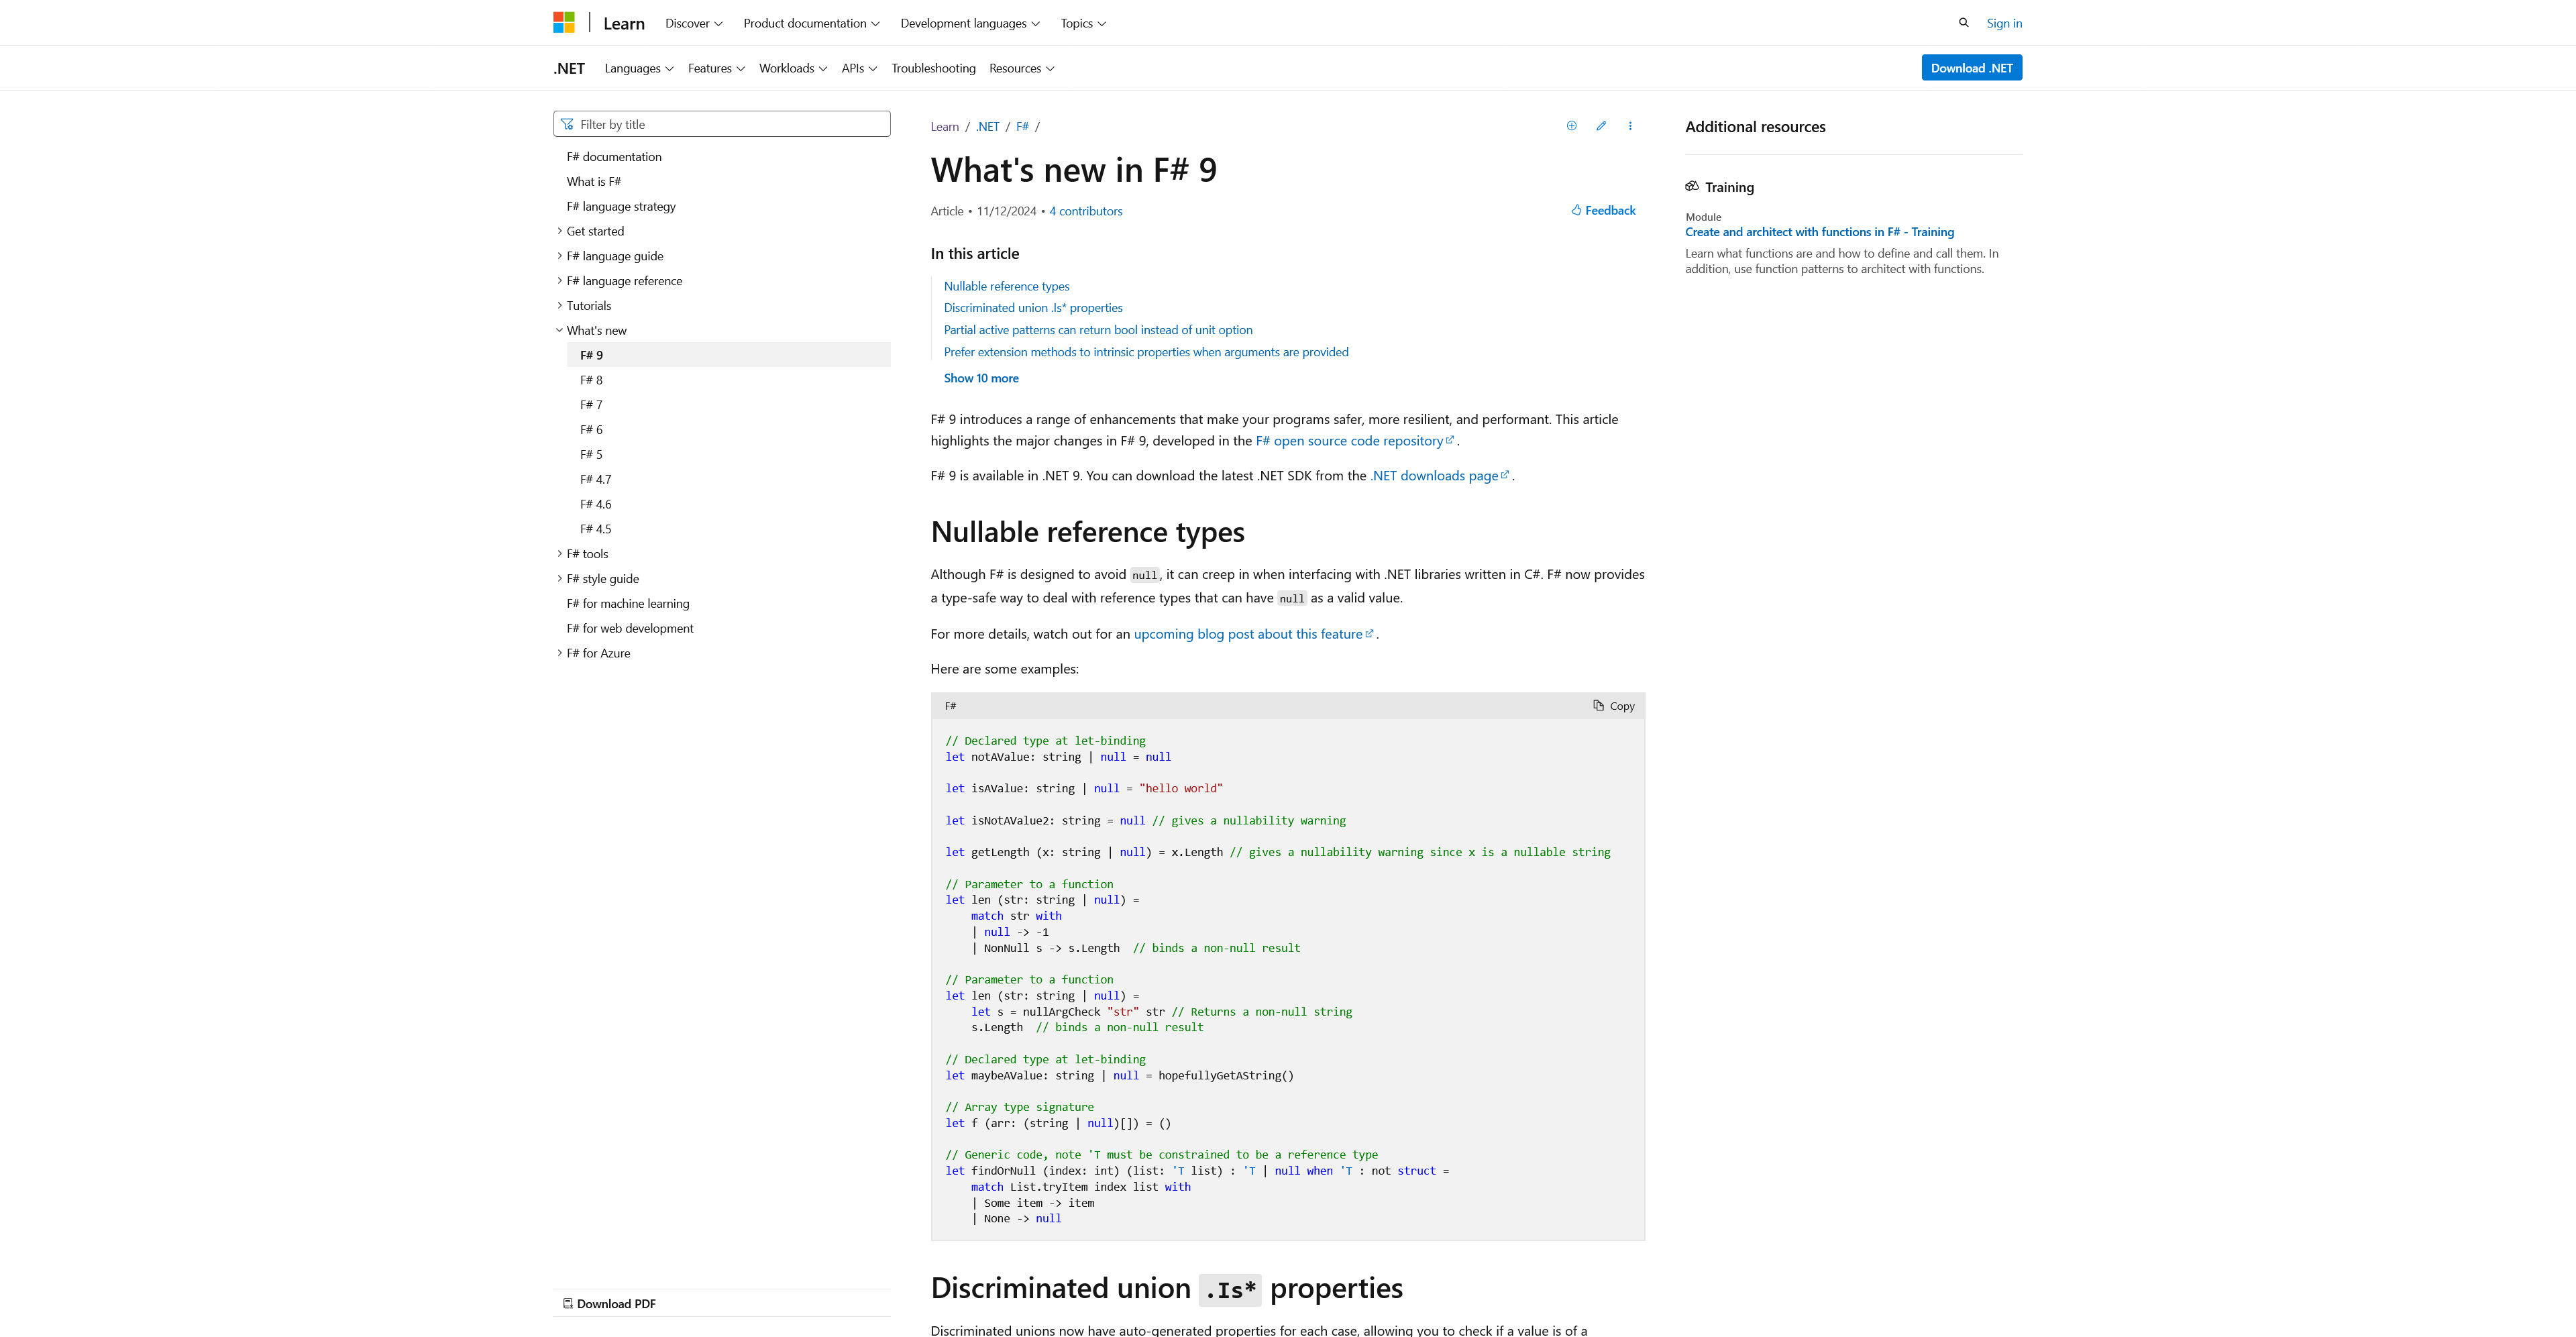 Learn Discover Product documentation Development languages Topics Sign in
.NET Languages Features Workloads APIs Troubleshooting Resources Download .NET
Filter by title
F# documentation
What is F#
F# language strategy
Get started
F# language guide
F# language reference
Tutorials
What's new
F# 9
F# 8
F# 7
F# 6
F# 5
F# 4.7
F# 4.6
F# 4.5
F# tools
F# style guide
F# for machine learning
F# for web development
F# for Azure
Download PDF
Learn / .NET / F# /
What's new in F# 9
Article • 11/12/2024 • 4 contributors
Feedback
In this article
Nullable reference types
Discriminated union .Is* properties
Partial active patterns can return bool instead of unit option
Prefer extension methods to intrinsic properties when arguments are provided
Show 10 more
F# 9 introduces a range of enhancements that make your programs safer, more resilient, and performant. This article
highlights the major changes in F# 9, developed in the F# open source code repository .
F# 9 is available in .NET 9. You can download the latest .NET SDK from the .NET downloads page .
Nullable reference types
Although F# is designed to avoid null, it can creep in when interfacing with .NET libraries written in C#. F# now provides
a type-safe way to deal with reference types that can have null as a valid value.
For more details, watch out for an upcoming blog post about this feature .
Here are some examples:
F# Copy
// Declared type at let-binding
let notAValue: string | null = null
let isAValue: string | null = "hello world"
let isNotAValue2: string = null // gives a nullability warning
let getLength (x: string | null) = x.Length // gives a nullability warning since x is a nullable string
// Parameter to a function
let len (str: string | null) =
    match str with
    | null -> -1
    | NonNull s -> s.Length  // binds a non-null result
// Parameter to a function
let len (str: string | null) =
    let s = nullArgCheck "str" str // Returns a non-null string
    s.Length  // binds a non-null result
// Declared type at let-binding
let maybeAValue: string | null = hopefullyGetAString()
// Array type signature
let f (arr: (string | null)[]) = ()
// Generic code, note 'T must be constrained to be a reference type
let findOrNull (index: int) (list: 'T list) : 'T | null when 'T : not struct =
    match List.tryItem index list with
    | Some item -> item
    | None -> null
Discriminated union .Is* properties
Discriminated unions now have auto-generated properties for each case, allowing you to check if a value is of a
Additional resources
Training
Module
Create and architect with functions in F# - Training
Learn what functions are and how to define and call them. In
addition, use function patterns to architect with functions.